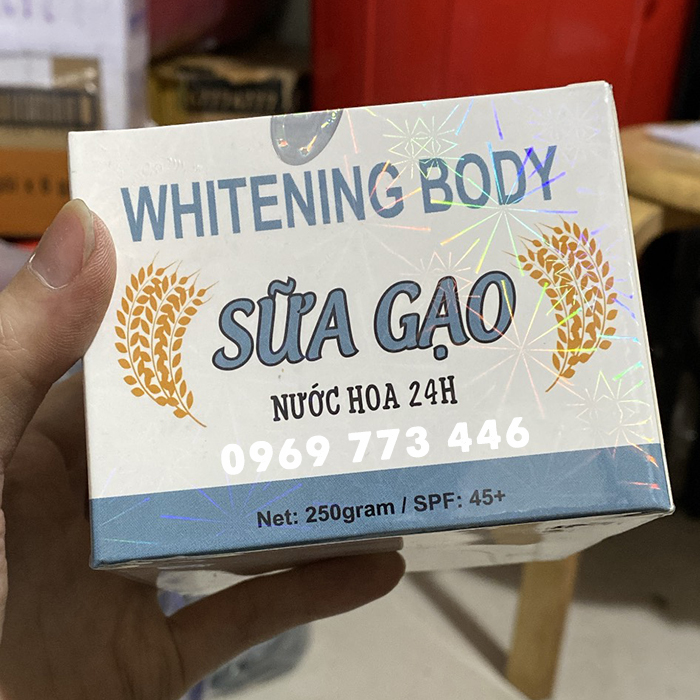 WHITENING BODY
SỮA GẠO
NƯỚC HOA 24H
0969 773 446
Net: 250gram / SPF: 45+